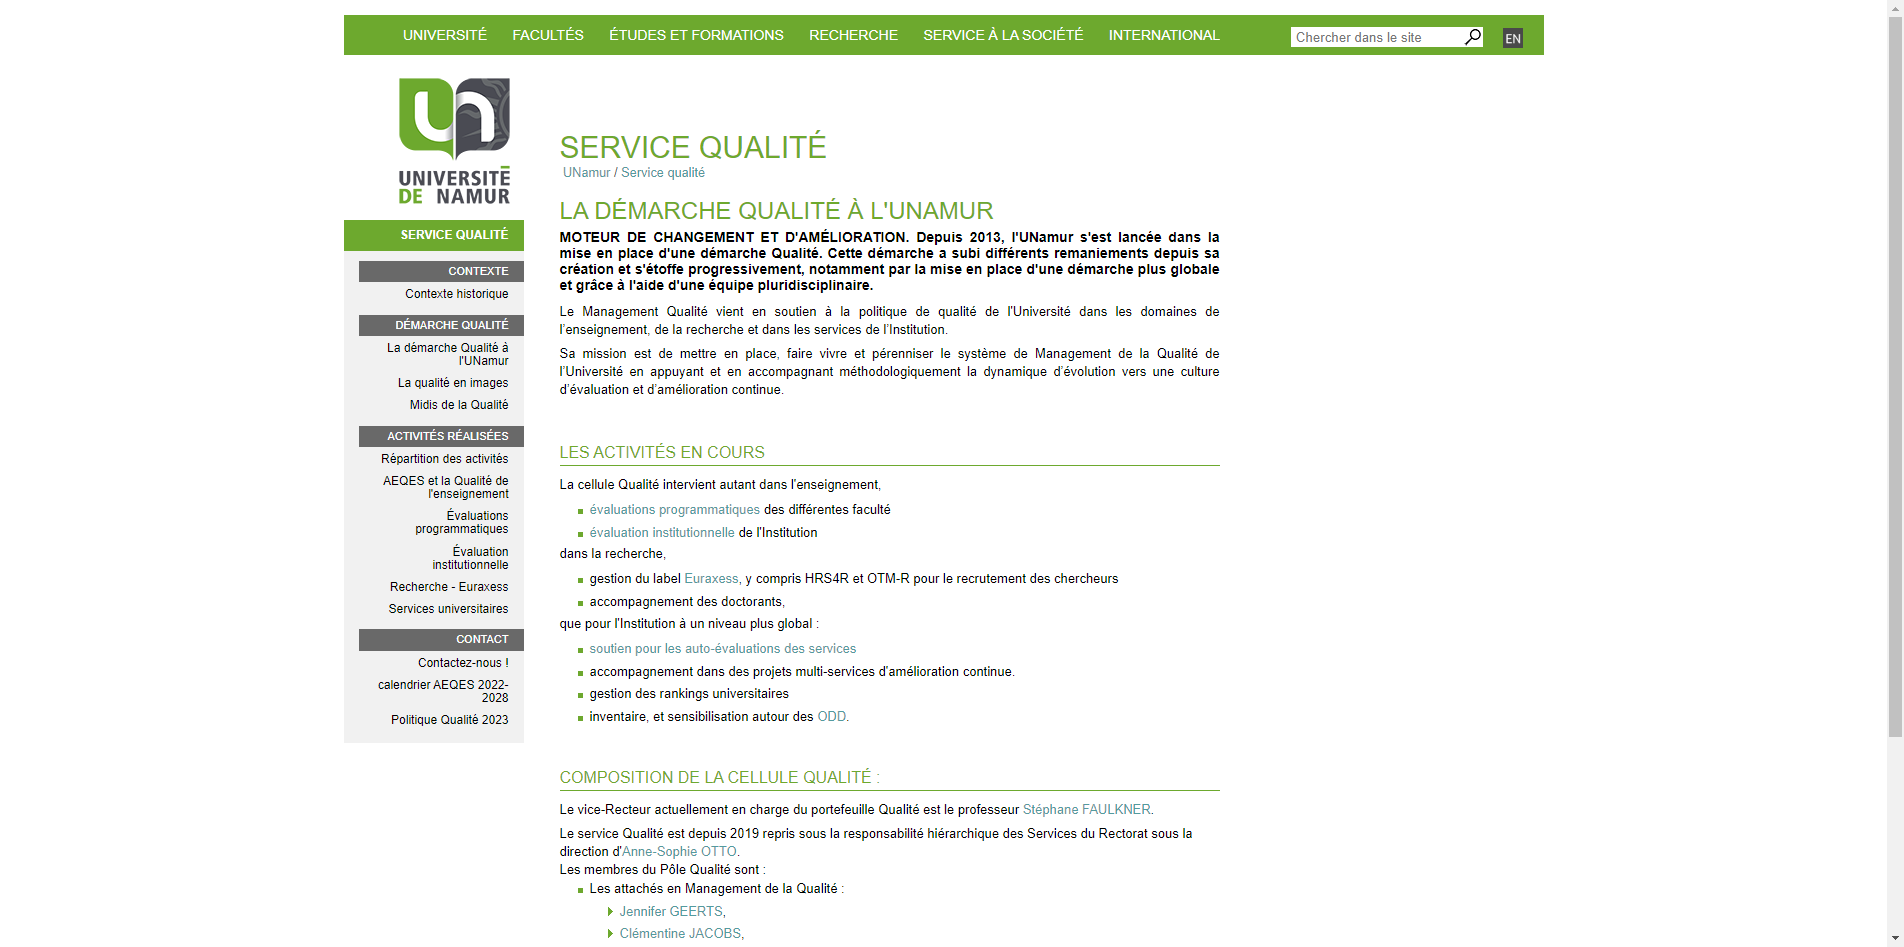 UNIVERSITÉ FACULTÉS ÉTUDES ET FORMATIONS RECHERCHE SERVICE À LA SOCIÉTÉ INTERNATIONAL Chercher dans le site EN
UNIVERSITÉ
DE NAMUR
SERVICE QUALITÉ
CONTEXTE
Contexte historique
DÉMARCHE QUALITÉ
La démarche Qualité à
l'UNamur
La qualité en images
Midis de la Qualité
ACTIVITÉS RÉALISÉES
Répartition des activités
AEQES et la Qualité de
l'enseignement
Évaluations
programmatiques
Évaluation
institutionnelle
Recherche - Euraxess
Services universitaires
CONTACT
Contactez-nous !
calendrier AEQES 2022-
2028
Politique Qualité 2023
SERVICE QUALITÉ
UNamur / Service qualité
LA DÉMARCHE QUALITÉ À L'UNAMUR
MOTEUR DE CHANGEMENT ET D'AMÉLIORATION. Depuis 2013, l'UNamur s'est lancée dans la
mise en place d'une démarche Qualité. Cette démarche a subi différents remaniements depuis sa
création et s'étoffe progressivement, notamment par la mise en place d'une démarche plus globale
et grâce à l'aide d'une équipe pluridisciplinaire.
Le Management Qualité vient en soutien à la politique de qualité de l'Université dans les domaines de
l’enseignement, de la recherche et dans les services de l’Institution.
Sa mission est de mettre en place, faire vivre et pérenniser le système de Management de la Qualité de
l’Université en appuyant et en accompagnant méthodologiquement la dynamique d’évolution vers une culture
d’évaluation et d’amélioration continue.
LES ACTIVITÉS EN COURS
La cellule Qualité intervient autant dans l'enseignement,
évaluations programmatiques des différentes faculté
évaluation institutionnelle de l'Institution
dans la recherche,
gestion du label Euraxess, y compris HRS4R et OTM-R pour le recrutement des chercheurs
accompagnement des doctorants,
que pour l'Institution à un niveau plus global :
soutien pour les auto-évaluations des services
accompagnement dans des projets multi-services d'amélioration continue.
gestion des rankings universitaires
inventaire, et sensibilisation autour des ODD.
COMPOSITION DE LA CELLULE QUALITÉ :
Le vice-Recteur actuellement en charge du portefeuille Qualité est le professeur Stéphane FAULKNER.
Le service Qualité est depuis 2019 repris sous la responsabilité hiérarchique des Services du Rectorat sous la
direction d'Anne-Sophie OTTO.
Les membres du Pôle Qualité sont :
Les attachés en Management de la Qualité :
Jennifer GEERTS,
Clémentine JACOBS,